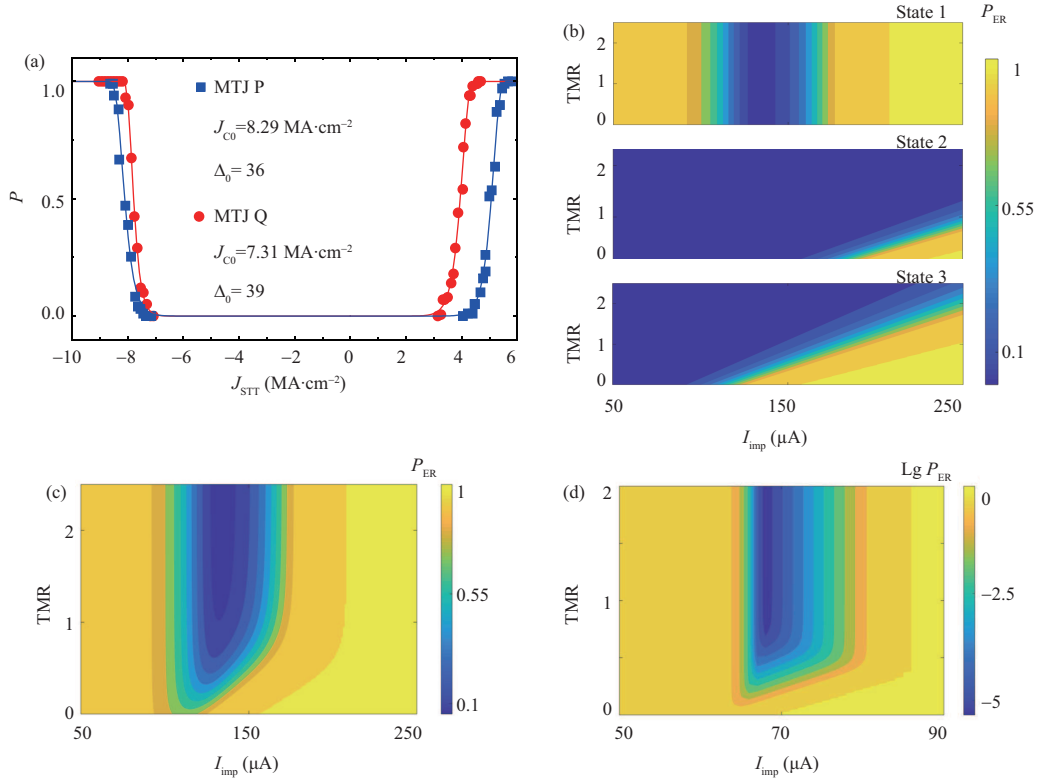 (a)
MTJ P
J_C0=8.29 MA·cm⁻²
Δ₀= 36
MTJ Q
J_C0=7.31 MA·cm⁻²
Δ₀= 39
P
1.0
0.5
0.0
−10 −8 −6 −4 −2 0 2 4 6
J_STT (MA·cm⁻²)
(b)
State 1
P_ER
TMR
2
1
0
State 2
TMR
2
1
0
State 3
TMR
2
1
0
50 150 250
I_imp (μA)
1
0.55
0.1
(c)
P_ER
TMR
2
1
0
50 150 250
I_imp (μA)
1
0.55
0.1
(d)
Lg P_ER
TMR
2
1
0
50 70 90
I_imp (μA)
0
−2.5
−5